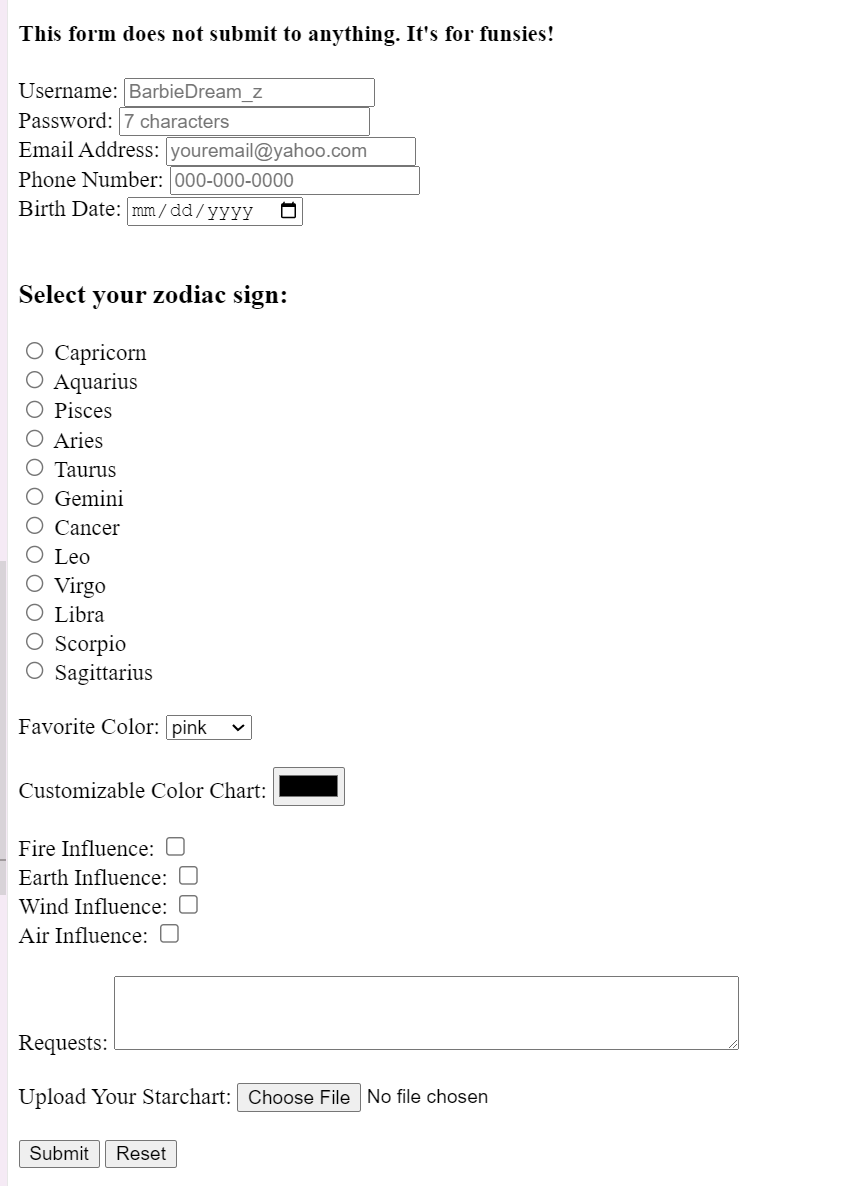 This form does not submit to anything. It's for funsies!
Username: BarbieDream_z
Password: 7 characters
Email Address: youremail@yahoo.com
Phone Number: 000-000-0000
Birth Date: mm/dd/yyyy
Select your zodiac sign:
Capricorn
Aquarius
Pisces
Aries
Taurus
Gemini
Cancer
Leo
Virgo
Libra
Scorpio
Sagittarius
Favorite Color: pink
Customizable Color Chart:
Fire Influence:
Earth Influence:
Wind Influence:
Air Influence:
Requests:
Upload Your Starchart: Choose File No file chosen
Submit Reset